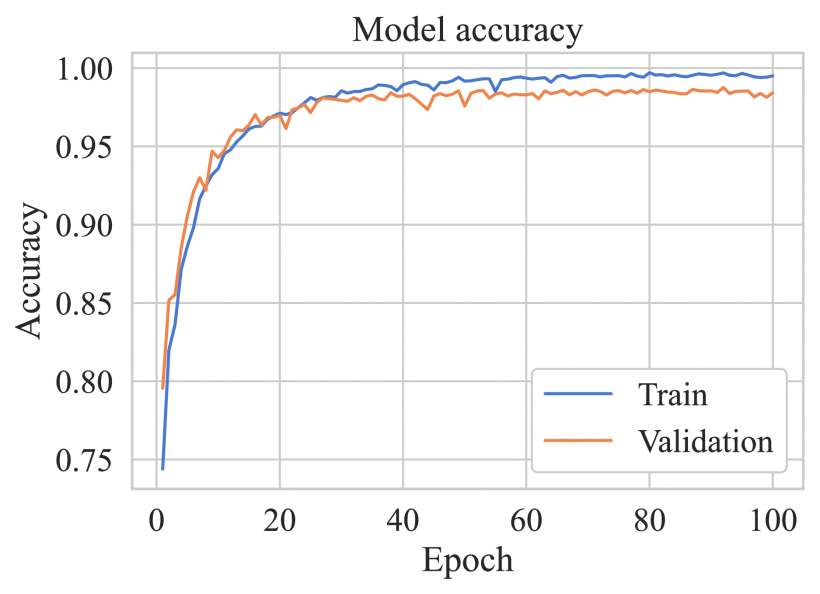 Model accuracy
1.00
0.95
0.90
0.85
0.80
0.75
Accuracy
Train
Validation
0 20 40 60 80 100
Epoch